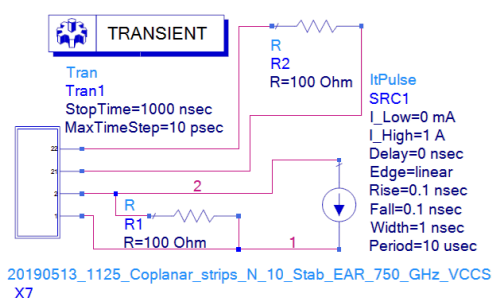 TRANSIENT
Tran
Tran1
StopTime=1000 nsec
MaxTimeStep=10 psec
R
R2
R=100 Ohm
ItPulse
SRC1
I_Low=0 mA
I_High=1 A
Delay=0 nsec
Edge=linear
Rise=0.1 nsec
Fall=0.1 nsec
Width=1 nsec
Period=10 usec
22
21
2
1
2
R
R1
R=100 Ohm
1
20190513_1125_Coplanar_strips_N_10_Stab_EAR_750_GHz_VCCS
X7